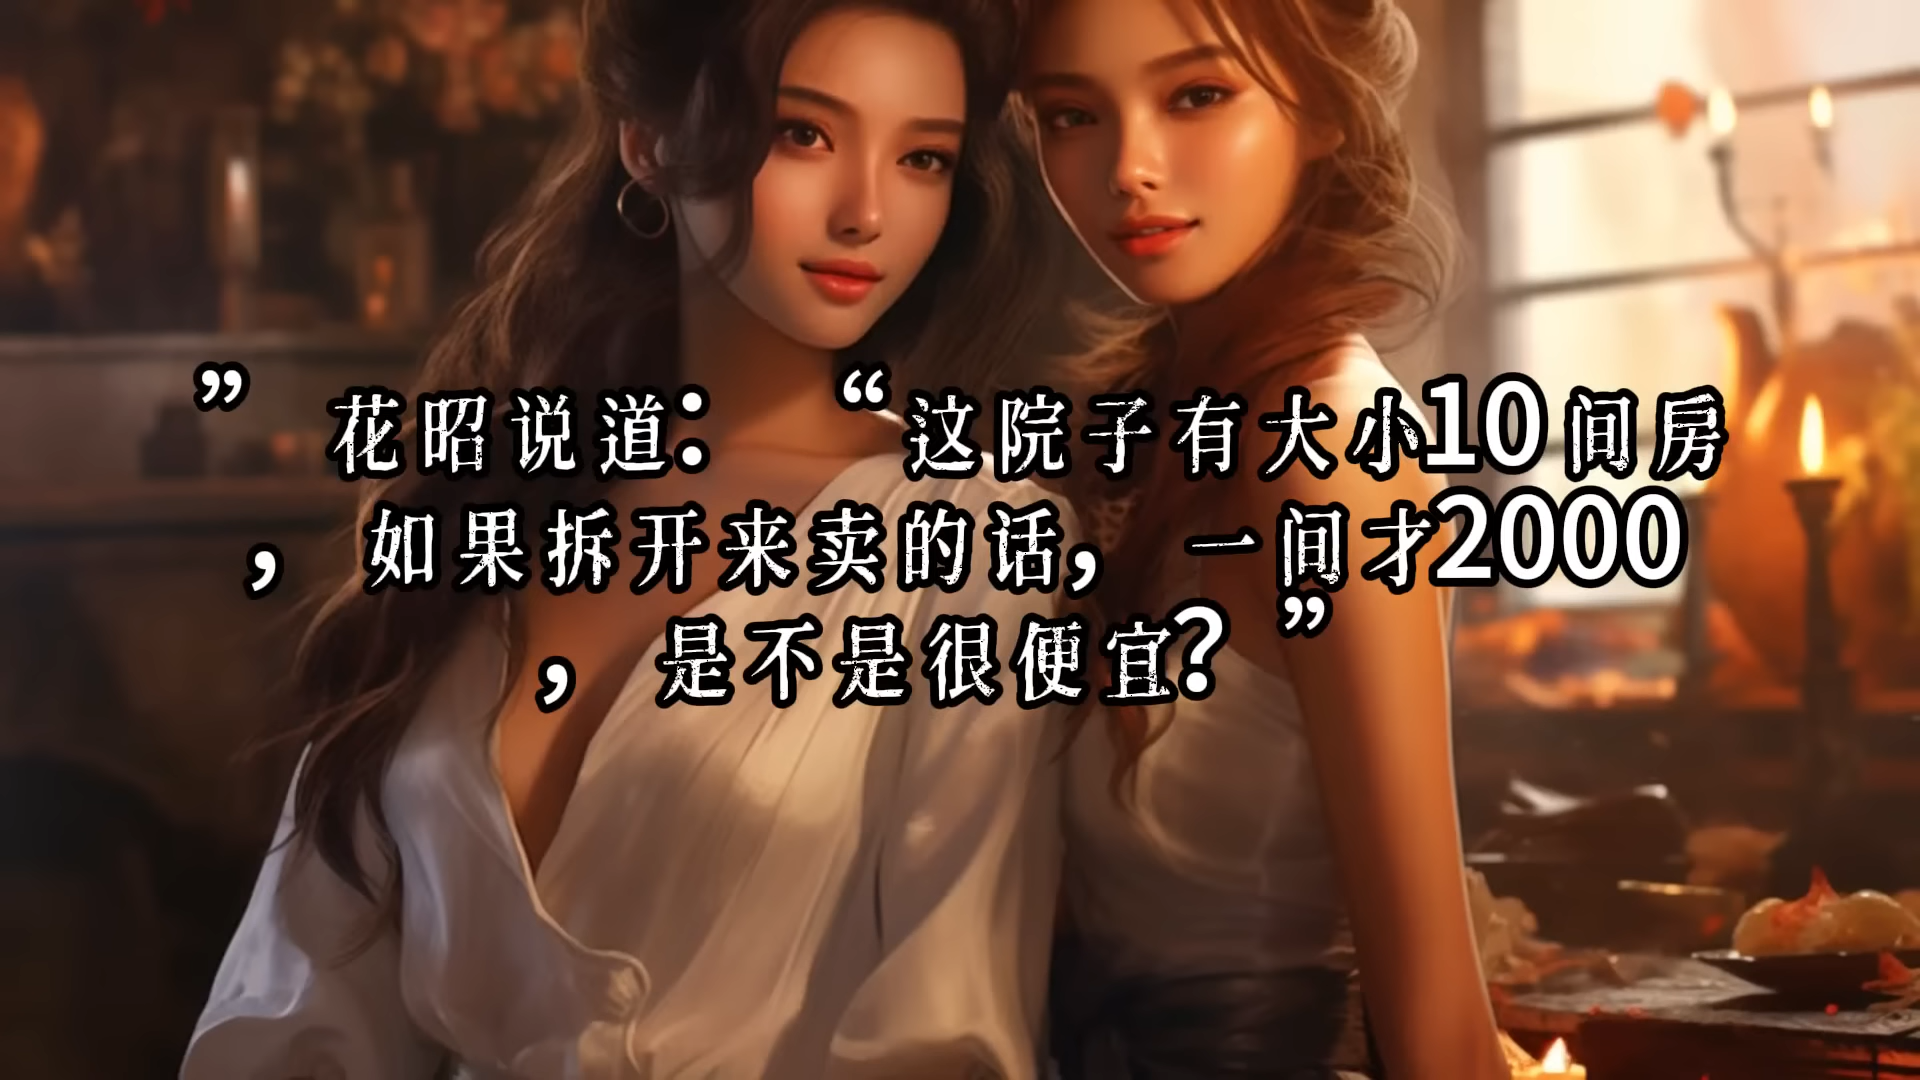 ” 花昭说道： “这院子有大小10间房
， 如果拆开来卖的话， 一间才2000
， 是不是很便宜？”